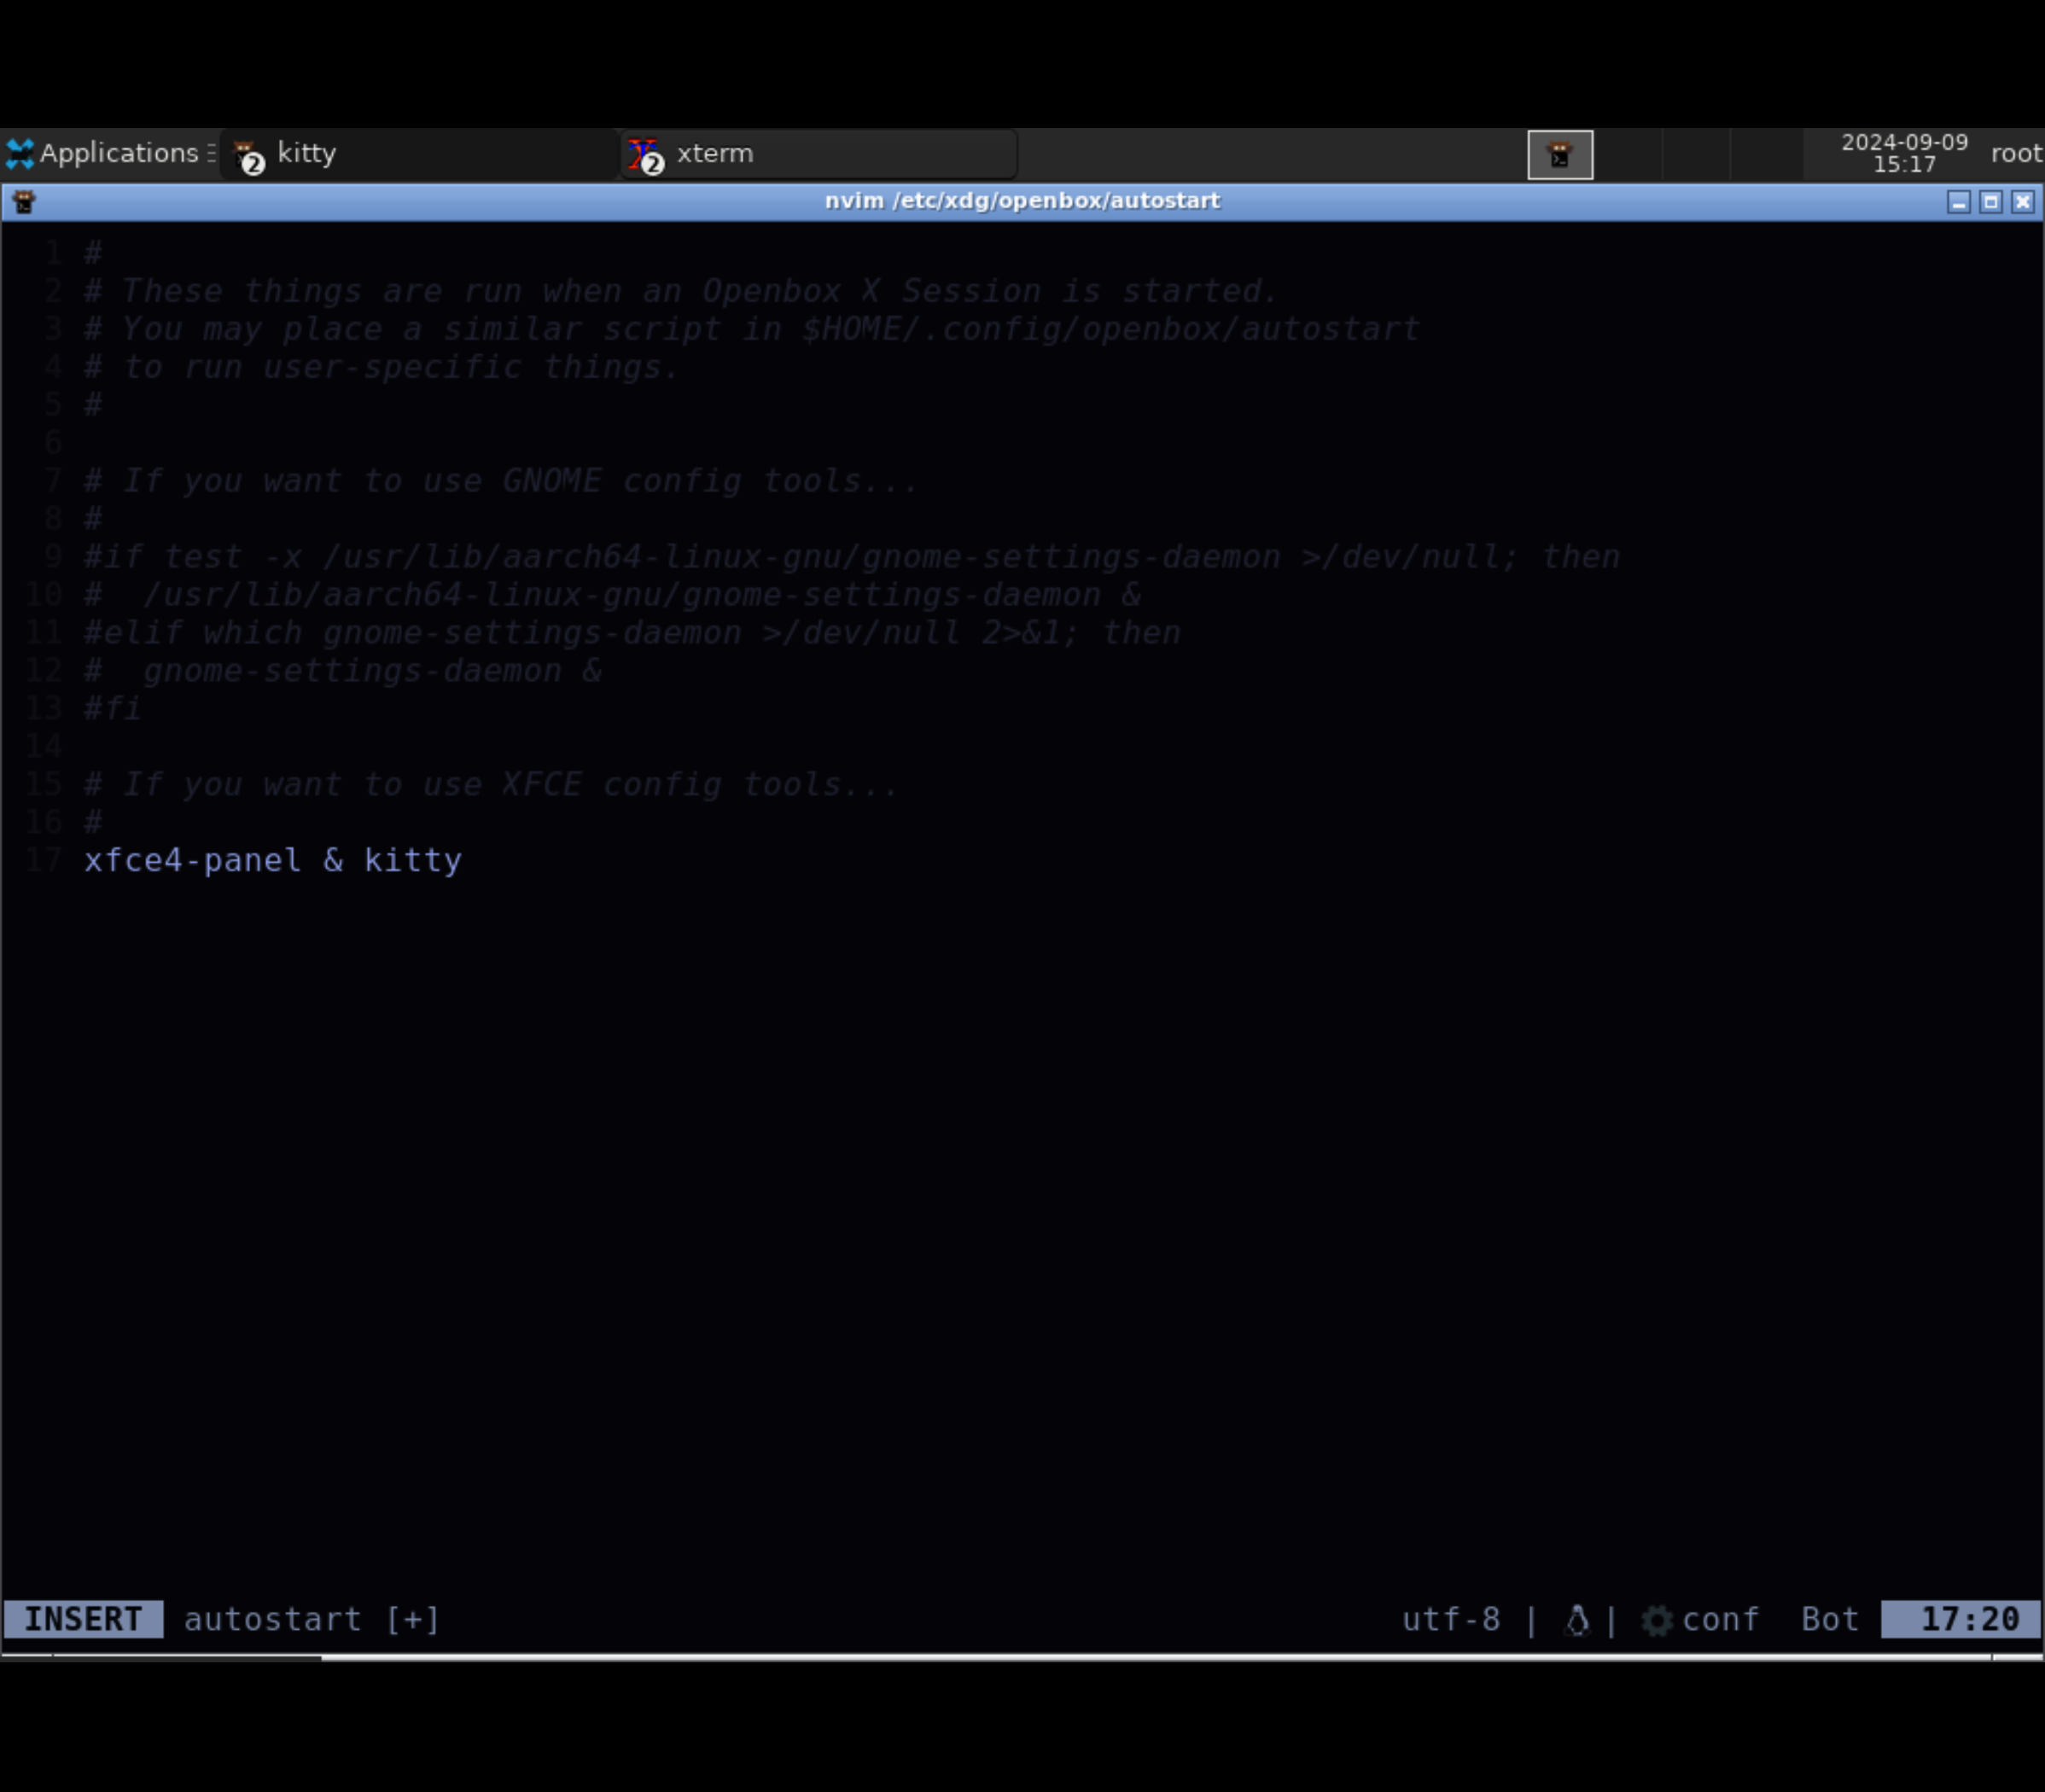 Applications
2 kitty
2 xterm
2024-09-09
15:17
root
nvim /etc/xdg/openbox/autostart
1 #
2 # These things are run when an Openbox X Session is started.
3 # You may place a similar script in $HOME/.config/openbox/autostart
4 # to run user-specific things.
5 #
6
7 # If you want to use GNOME config tools...
8 #
9 #if test -x /usr/lib/aarch64-linux-gnu/gnome-settings-daemon >/dev/null; then
10 #  /usr/lib/aarch64-linux-gnu/gnome-settings-daemon &
11 #elif which gnome-settings-daemon >/dev/null 2>&1; then
12 #  gnome-settings-daemon &
13 #fi
14
15 # If you want to use XFCE config tools...
16 #
17 xfce4-panel & kitty
INSERT autostart [+] utf-8 | | conf Bot 17:20